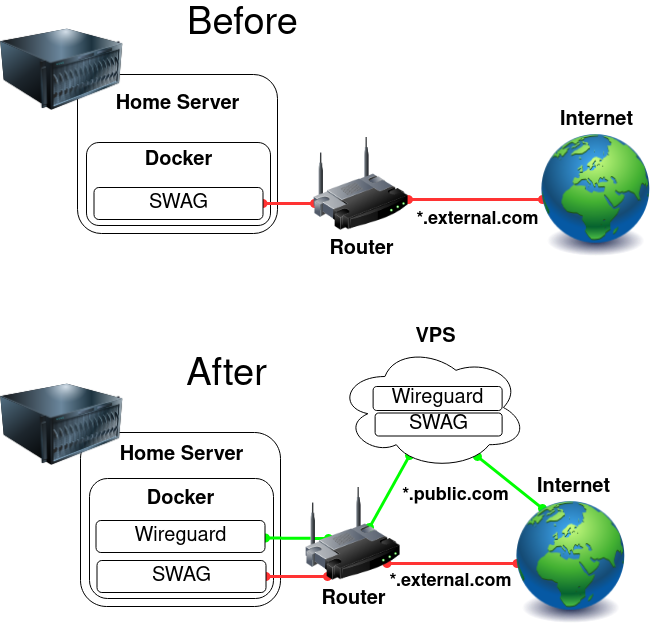 Before
Home Server
Docker
SWAG
Router
*.external.com
Internet
After
VPS
Wireguard
SWAG
Home Server
Docker
Wireguard
SWAG
Router
*.public.com
*.external.com
Internet